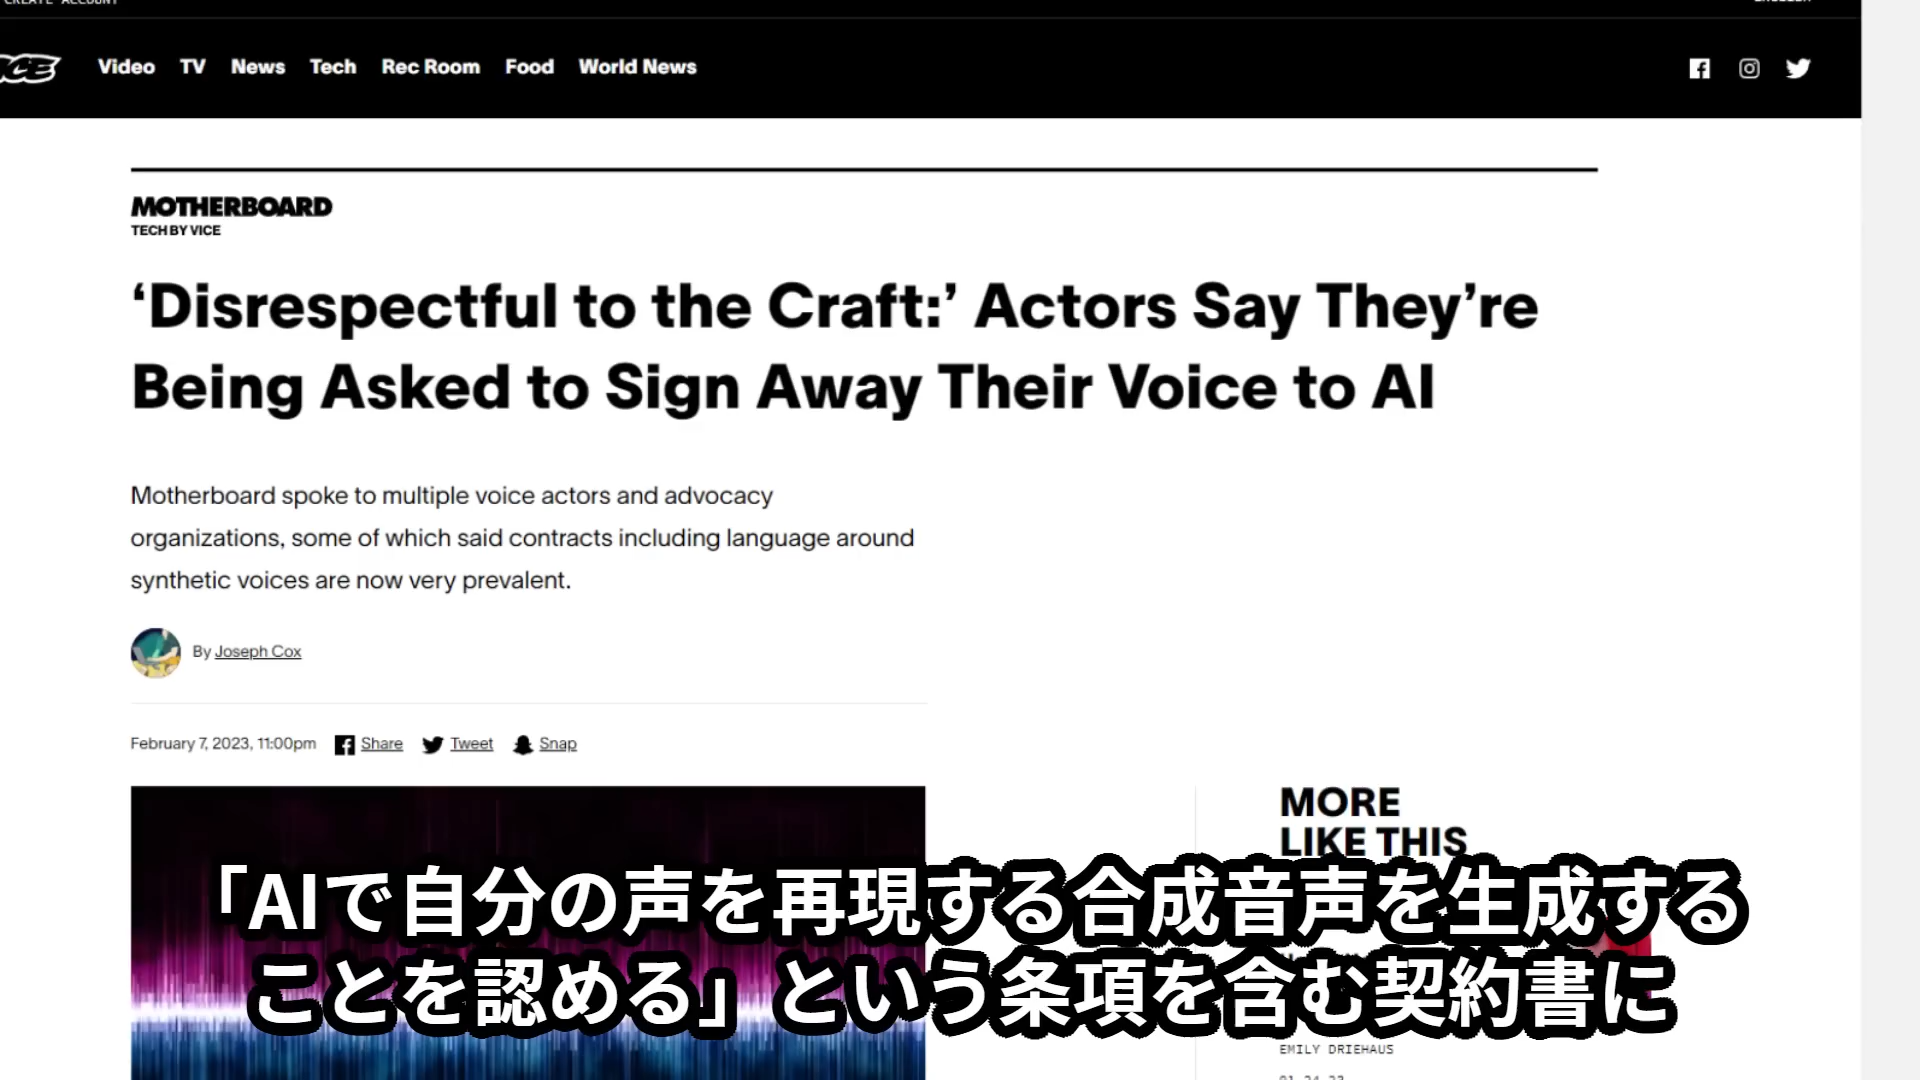 CREATE ACCOUNT
ENGLISH
VICE
Video TV News Tech Rec Room Food World News
MOTHERBOARD
TECH BY VICE
‘Disrespectful to the Craft:’ Actors Say They’re
Being Asked to Sign Away Their Voice to AI
Motherboard spoke to multiple voice actors and advocacy
organizations, some of which said contracts including language around
synthetic voices are now very prevalent.
By Joseph Cox
February 7, 2023, 11:00pm Share Tweet Snap
MORE
LIKE THIS
「AIで自分の声を再現する合成音声を生成する
ことを認める」という条項を含む契約書に
EMILY DRIEHAUS